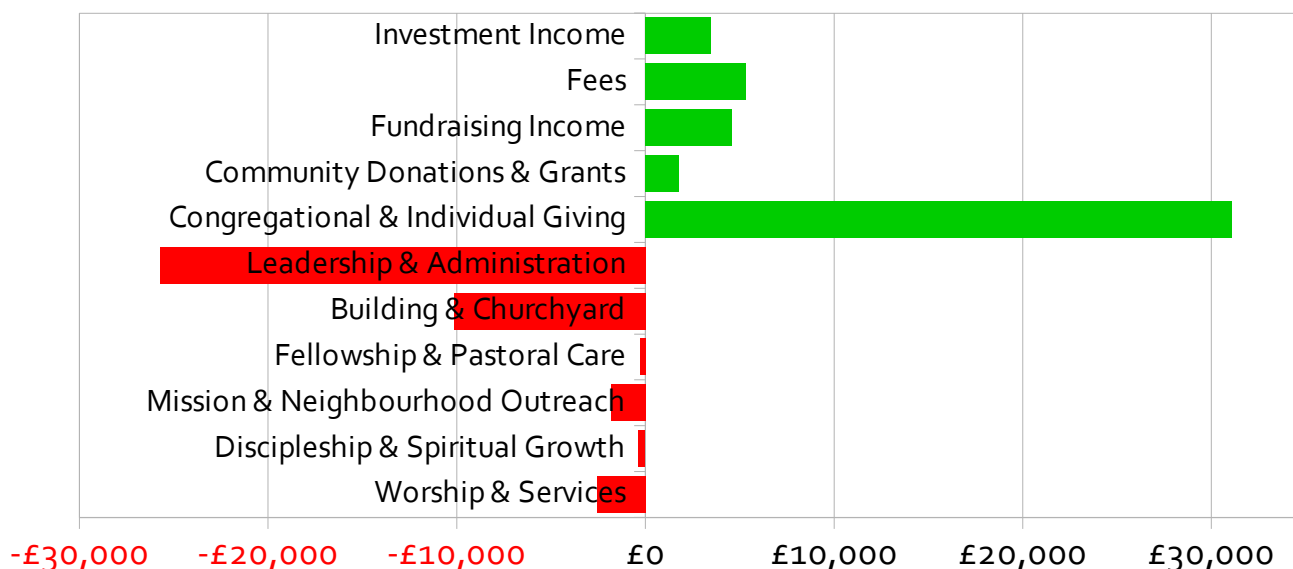 Investment Income
Fees
Fundraising Income
Community Donations & Grants
Congregational & Individual Giving
Leadership & Administration
Building & Churchyard
Fellowship & Pastoral Care
Mission & Neighbourhood Outreach
Discipleship & Spiritual Growth
Worship & Services
-£30,000 -£20,000 -£10,000 £0 £10,000 £20,000 £30,000